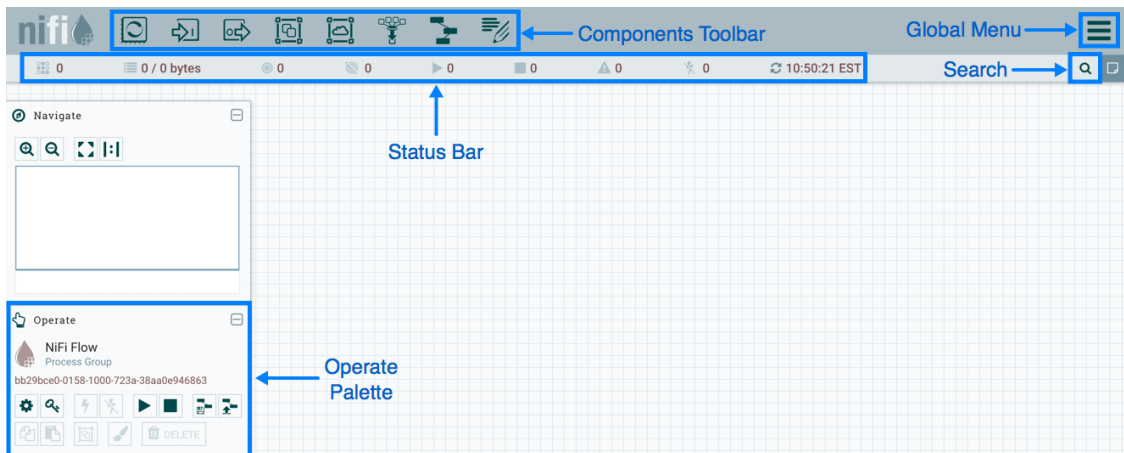 nifi
Components Toolbar
Global Menu
0
0 / 0 bytes
0
0
0
0
0
0
10:50:21 EST
Search
Navigate
Status Bar
Operate
NiFi Flow
Process Group
bb29bce0-0158-1000-723a-38aa0e946863
Operate
Palette
DELETE